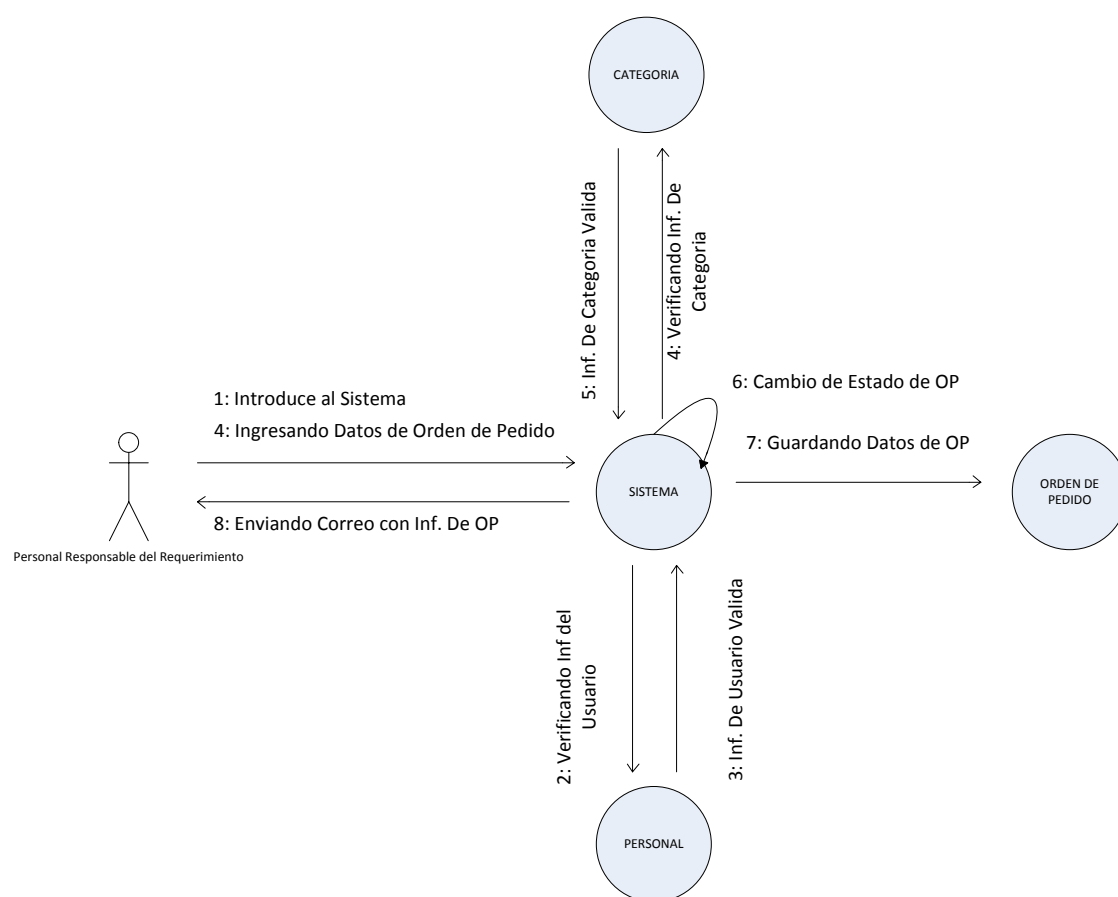 CATEGORIA
5: Inf. De Categoria Valida
4: Verificando Inf. De
Categoria
6: Cambio de Estado de OP
1: Introduce al Sistema
4: Ingresando Datos de Orden de Pedido
7: Guardando Datos de OP
SISTEMA
ORDEN DE
PEDIDO
8: Enviando Correo con Inf. De OP
Personal Responsable del Requerimiento
2: Verificando Inf del
Usuario
3: Inf. De Usuario Valida
PERSONAL